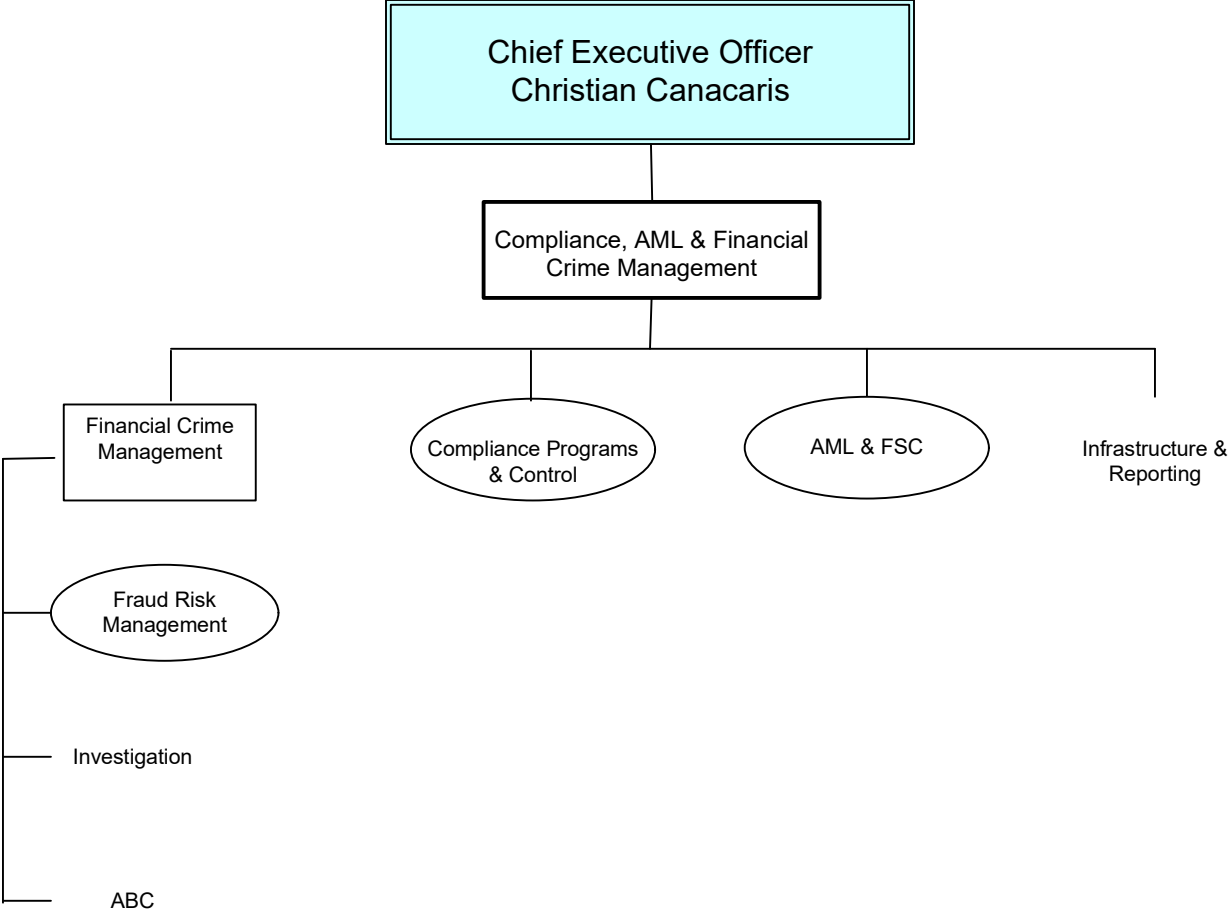 Chief Executive Officer
Christian Canacaris
Compliance, AML & Financial
Crime Management
Financial Crime
Management
Compliance Programs
& Control
AML & FSC
Infrastructure &
Reporting
Fraud Risk
Management
Investigation
ABC